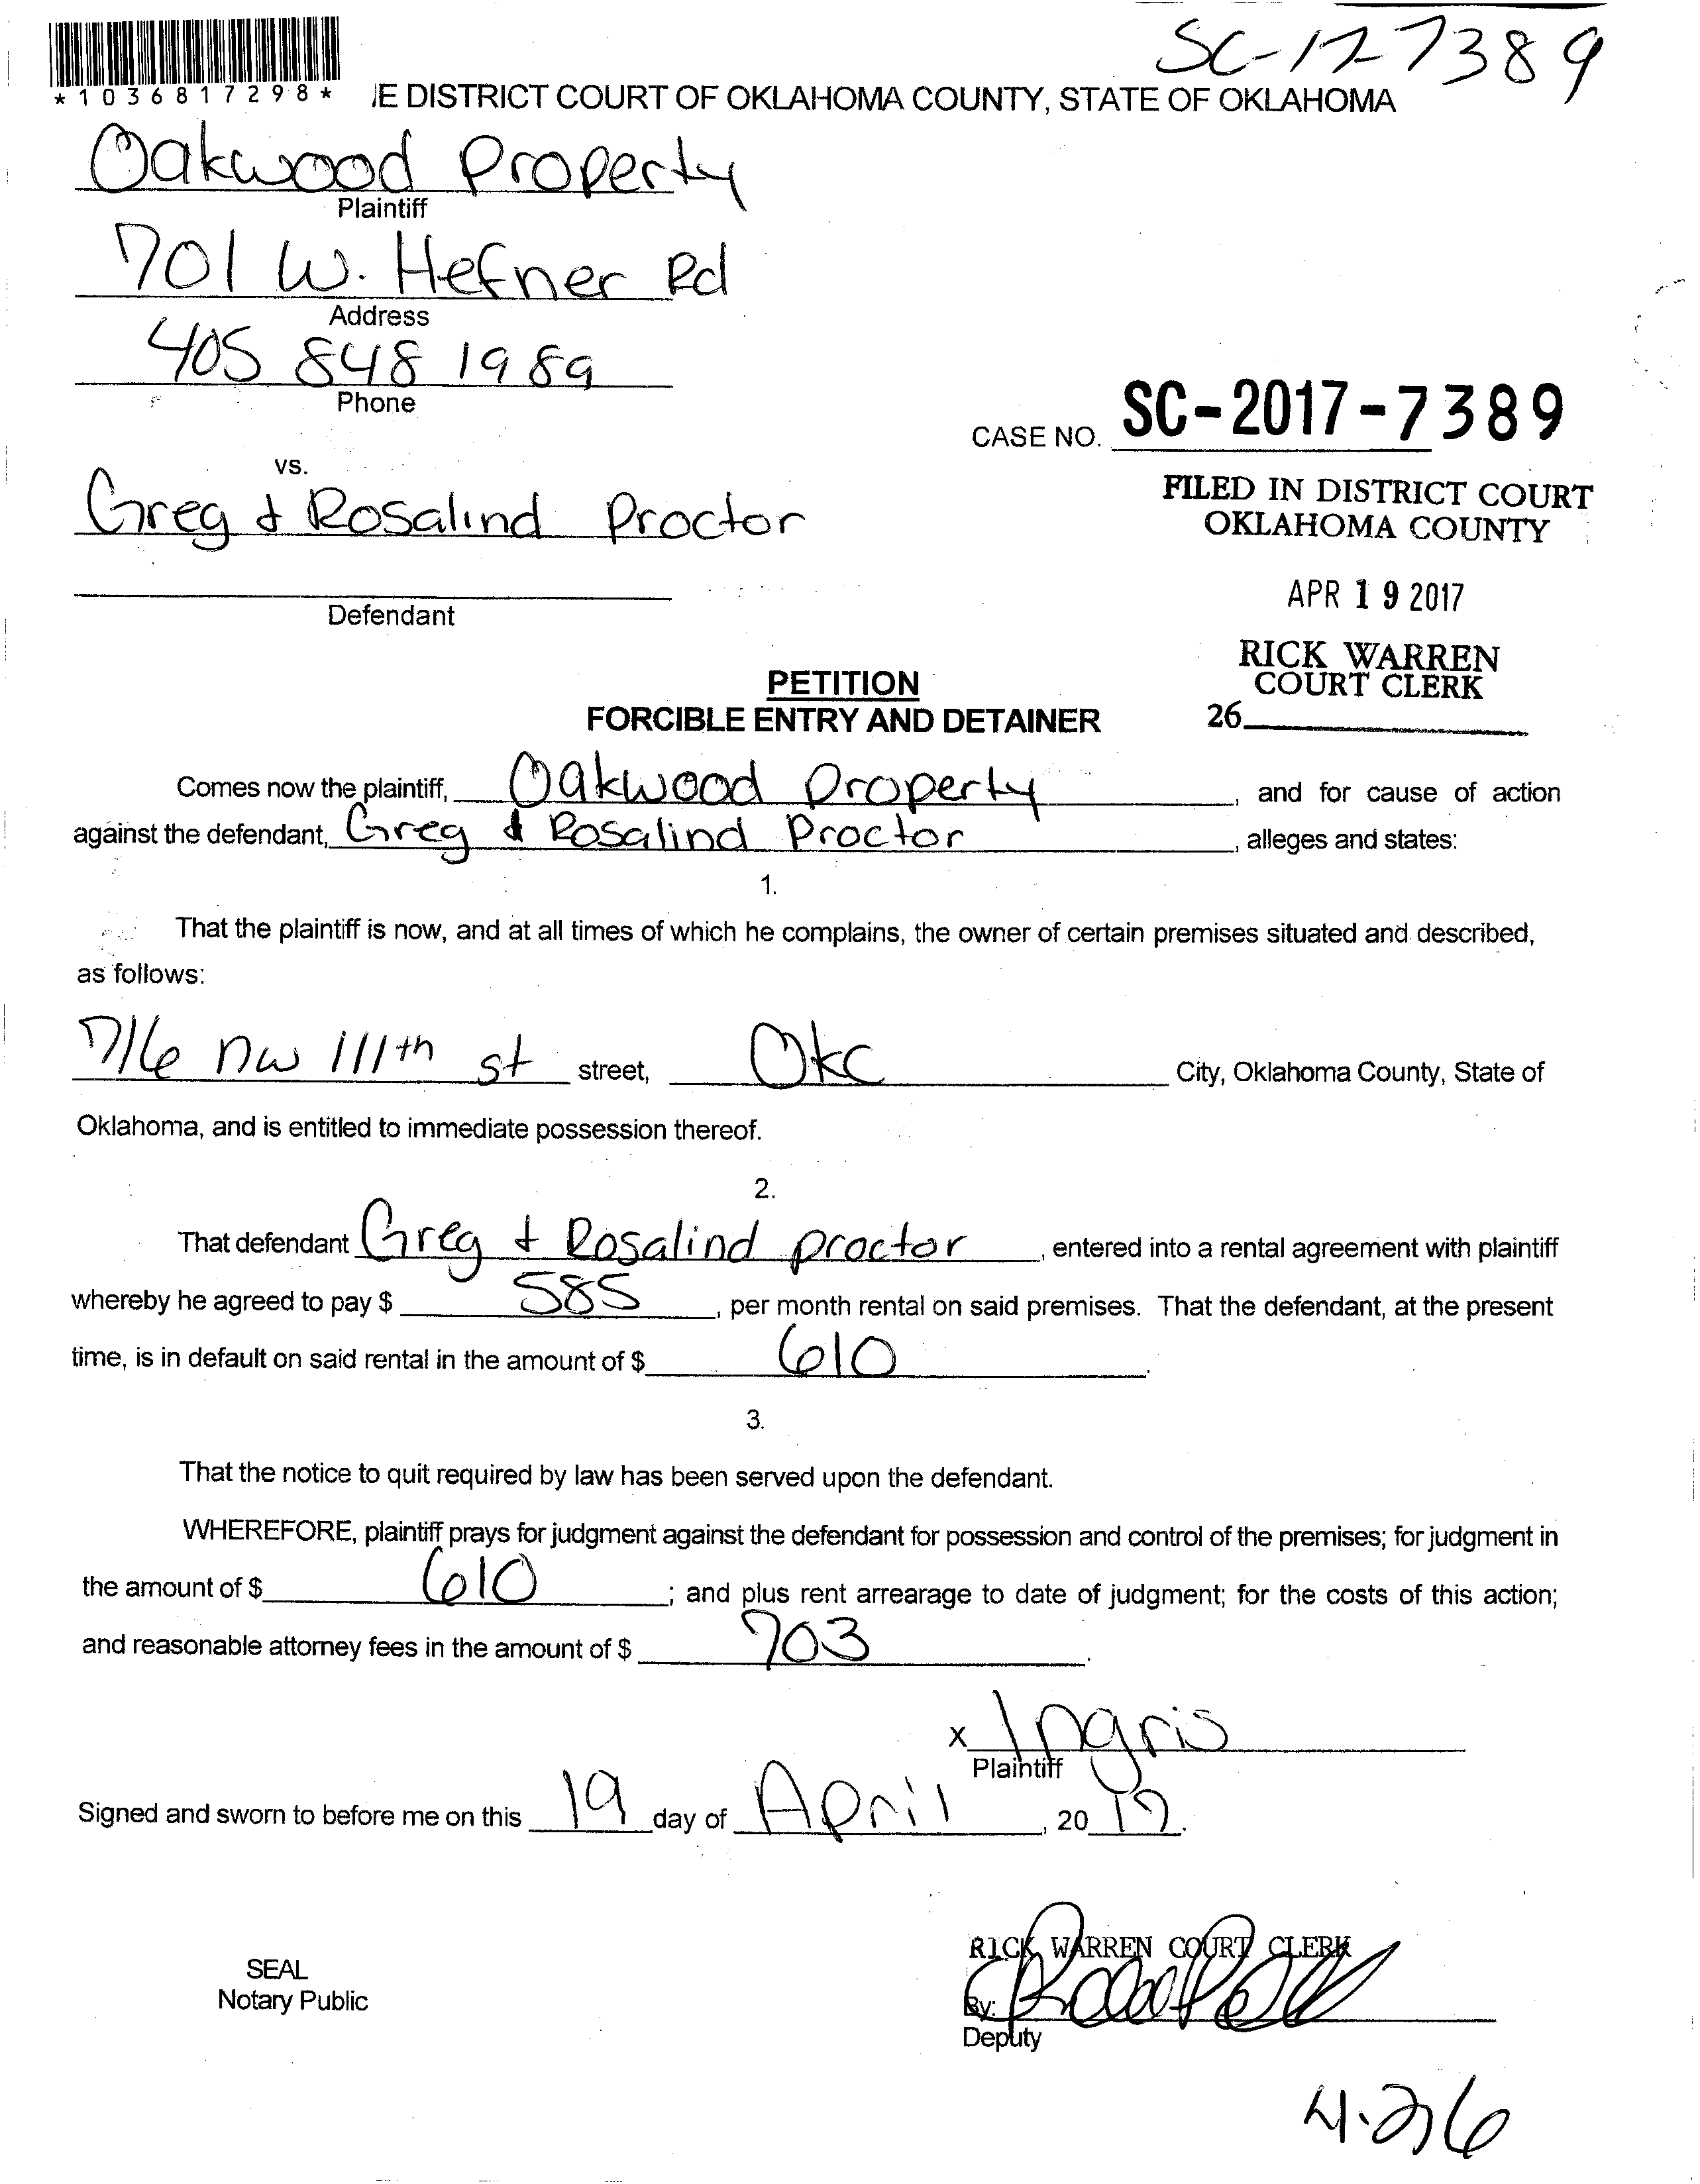 SC-17-7389
*1036817298*
IE DISTRICT COURT OF OKLAHOMA COUNTY, STATE OF OKLAHOMA
Oakwood Property
Plaintiff
701 W. Hefner Rd
Address
405 848 1989
Phone
CASE NO. SC-2017-7389
vs.
FILED IN DISTRICT COURT
OKLAHOMA COUNTY
Greg & Rosalind Proctor
APR 19 2017
Defendant
RICK WARREN
COURT CLERK
26
PETITION
FORCIBLE ENTRY AND DETAINER
Comes now the plaintiff, Oakwood Property, and for cause of action
against the defendant, Greg & Rosalind Proctor, alleges and states:
1.
That the plaintiff is now, and at all times of which he complains, the owner of certain premises situated and described,
as follows:
716 NW 111th st street, Okc City, Oklahoma County, State of
Oklahoma, and is entitled to immediate possession thereof.
2.
That defendant Greg & Rosalind proctor, entered into a rental agreement with plaintiff
whereby he agreed to pay $ 585, per month rental on said premises. That the defendant, at the present
time, is in default on said rental in the amount of $ 610.
3.
That the notice to quit required by law has been served upon the defendant.
WHEREFORE, plaintiff prays for judgment against the defendant for possession and control of the premises; for judgment in
the amount of $ 610; and plus rent arrearage to date of judgment; for the costs of this action;
and reasonable attorney fees in the amount of $ 703.
X Ingris
Plaintiff
Signed and sworn to before me on this 19 day of April, 20 17.
RICK WARREN COURT CLERK
SEAL
Notary Public
By:
Deputy
4.26